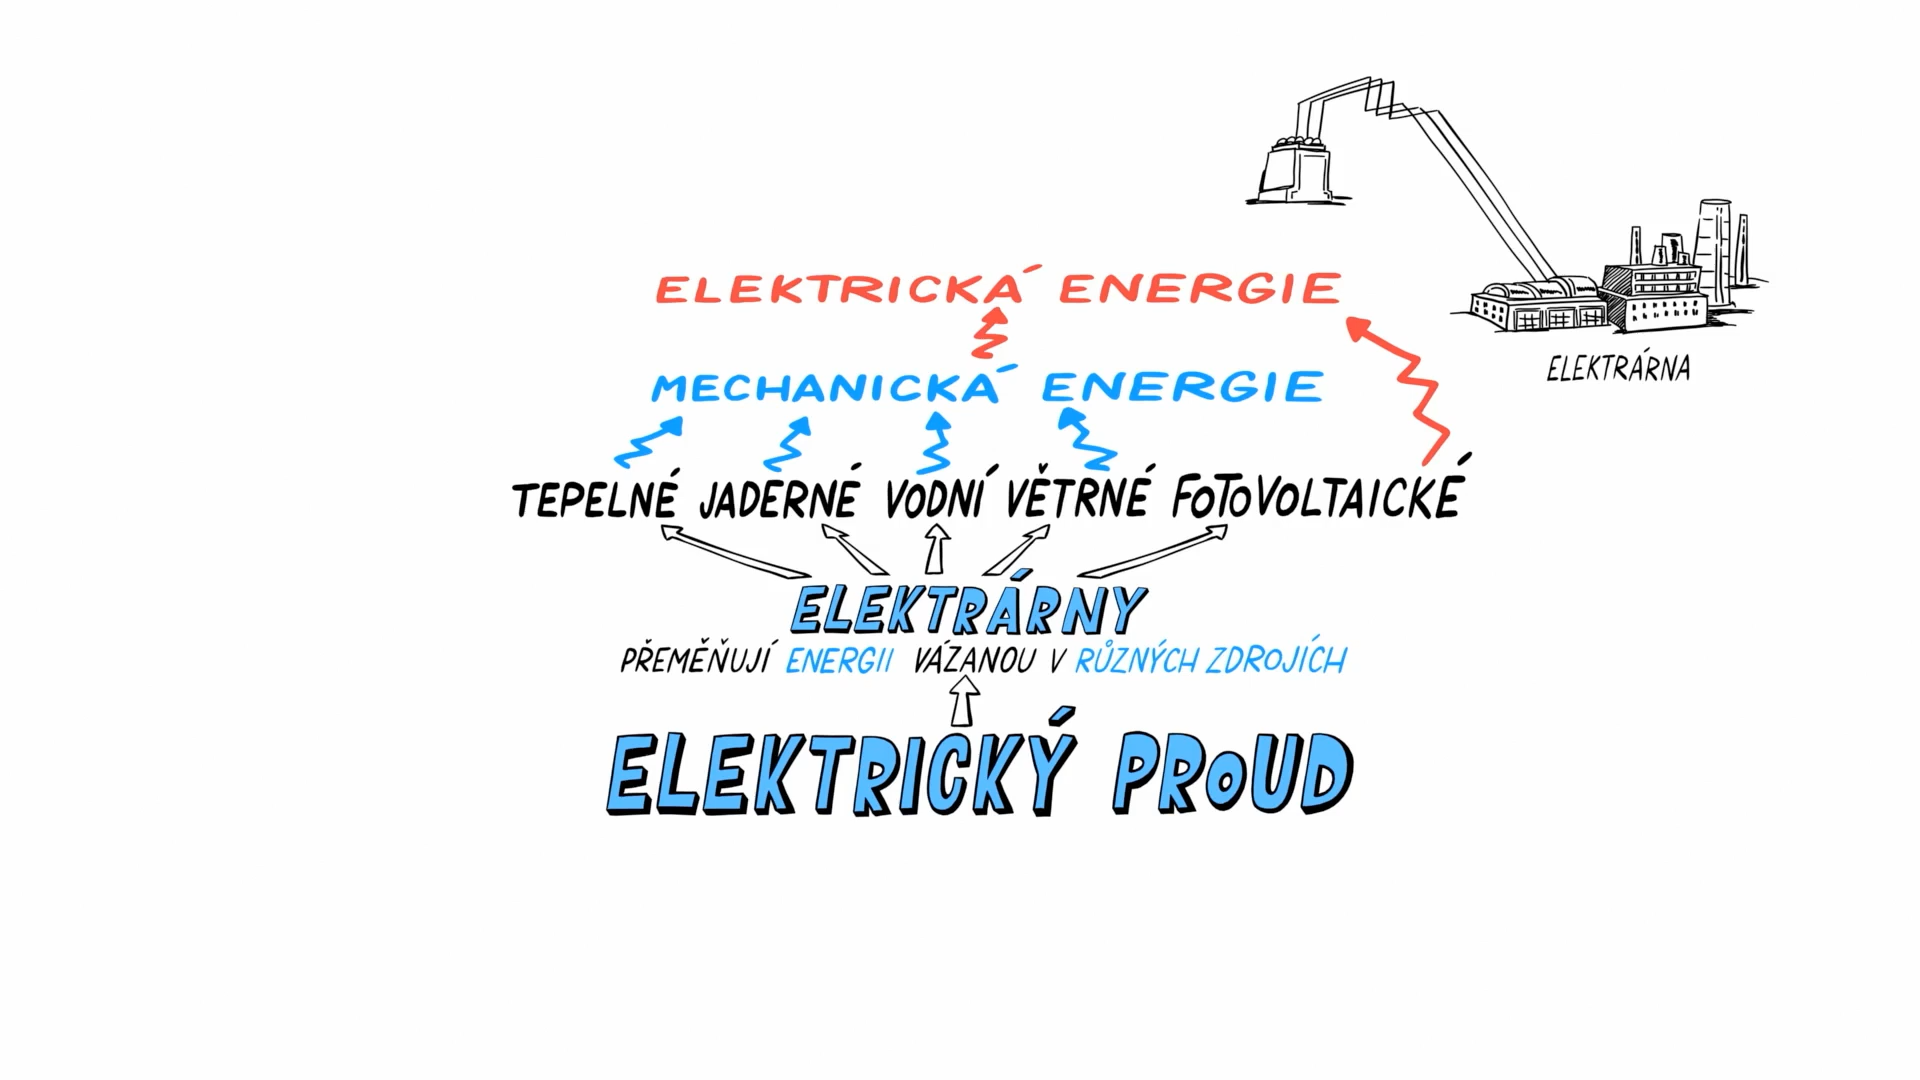 ELEKTRICKÁ ENERGIE
MECHANICKÁ ENERGIE
ELEKTRÁRNA
TEPELNÉ JADERNÉ VODNÍ VĚTRNÉ FOTOVOLTAICKÉ
ELEKTRÁRNY
PŘEMĚŇUJÍ ENERGII VÁZANOU V RŮZNÝCH ZDROJÍCH
ELEKTRICKÝ PROUD